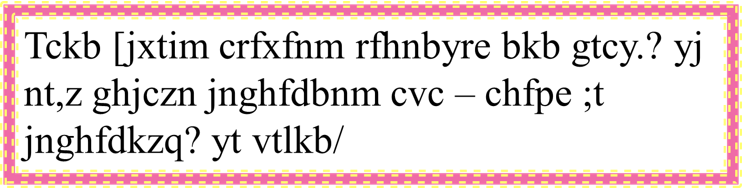 Tckb [jxtim crfxfnm rfhnbyre bkb gtcy.? yj
nt,z ghjczn jnghfdbnm cvc – chfpe ;t
jnghfdkzq? yt vtlkb/